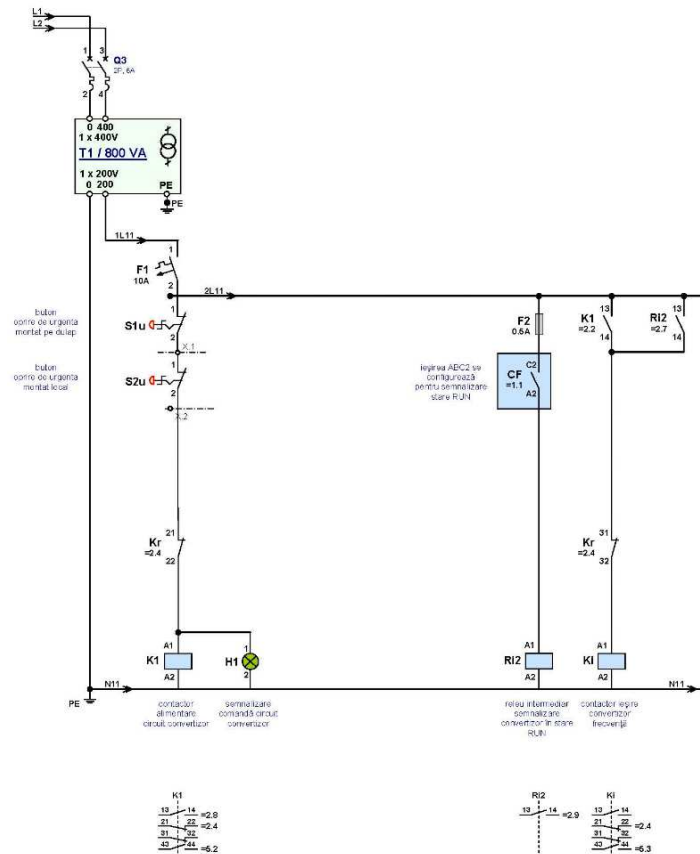 L1
L2
1 3
Q3
2P, 6A
2 4
0 400
1 x 400V
T1 / 800 VA
1 x 200V
0 200 PE
PE
1L11
1
F1
10A
2
2L11
buton
oprire de urgenta
montat pe dulap
1
S1u
2
X.1
buton
oprire de urgenta
montat local
1
S2u
2
X.2
F2
0.5A
ieşirea ABC2 se
configurează
pentru semnalizare
stare RUN
C2
CF
=1.1
A2
13
K1
=2.2
14
13
Ri2
=2.7
14
21
Kr
=2.4
22
31
Kr
=2.4
32
A1
K1
A2
1
H1
2
A1
Ri2
A2
A1
Ki
A2
N11
N11
PE
contactor
alimentare
circuit convertizor
semnalizare
comandă circuit
convertizor
releu intermediar
semnalizare
convertizor în stare
RUN
contactor ieşire
convertizor
frecvenţă
K1
13 14 =2.8
21 22 =2.4
31 32
43 44 =6.2
Ri2
13 14 =2.9
Ki
13 14
21 22 =2.4
31 32
43 44 =6.3